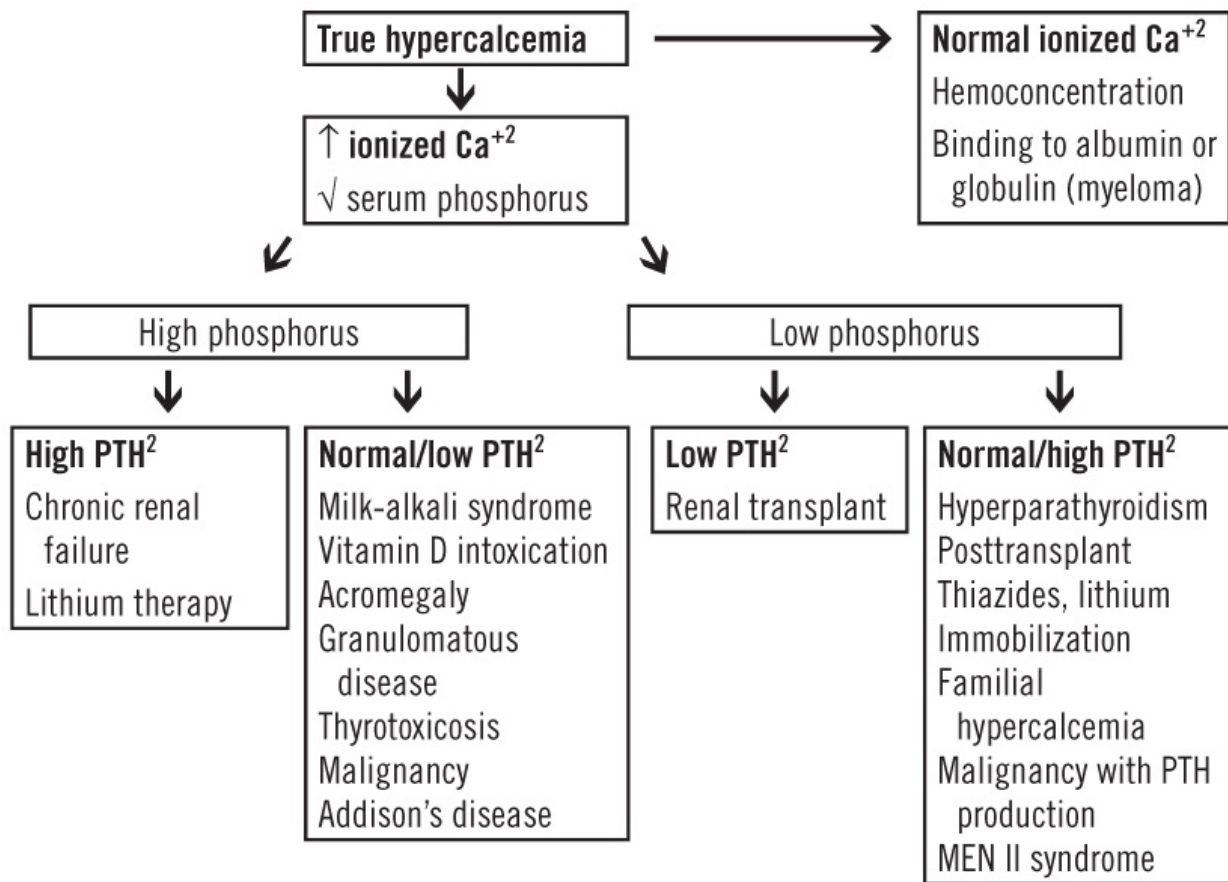 True hypercalcemia
Normal ionized Ca⁺²
Hemoconcentration
Binding to albumin or
globulin (myeloma)
↑ ionized Ca⁺²
√ serum phosphorus
High phosphorus
Low phosphorus
High PTH²
Chronic renal
failure
Lithium therapy
Normal/low PTH²
Milk-alkali syndrome
Vitamin D intoxication
Acromegaly
Granulomatous
disease
Thyrotoxicosis
Malignancy
Addison’s disease
Low PTH²
Renal transplant
Normal/high PTH²
Hyperparathyroidism
Posttransplant
Thiazides, lithium
Immobilization
Familial
hypercalcemia
Malignancy with PTH
production
MEN II syndrome